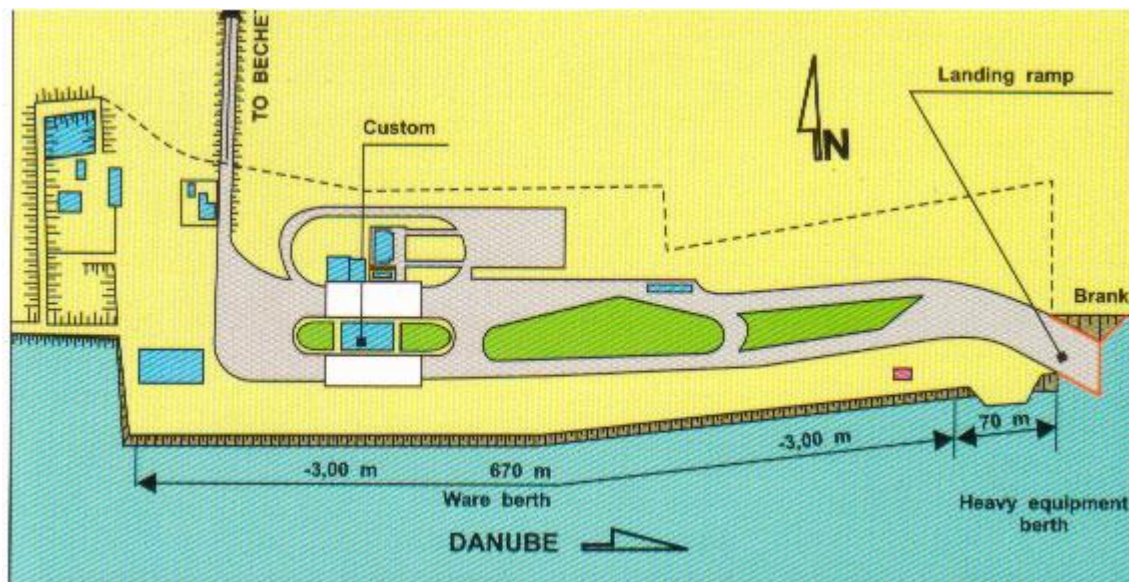 TO BECHET
Custom
N
Landing ramp
Brank
-3,00 m
670 m
-3,00 m
70 m
Ware berth
Heavy equipment
berth
DANUBE